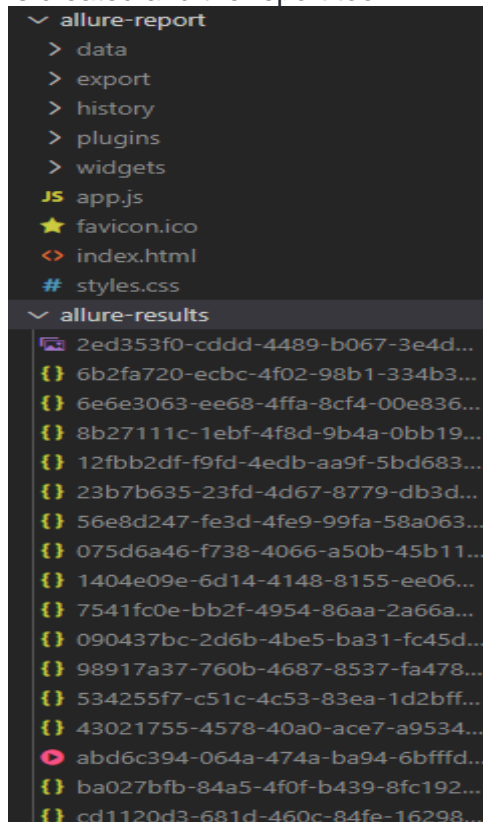 allure-report
data
export
history
plugins
widgets
JS app.js
favicon.ico
<> index.html
# styles.css
allure-results
2ed353f0-cddd-4489-b067-3e4d...
{} 6b2fa720-ecbc-4f02-98b1-334b3...
{} 6e6e3063-ee68-4ffa-8cf4-00e836...
{} 8b27111c-1ebf-4f8d-9b4a-0bb19...
{} 12fbb2df-f9fd-4edb-aa9f-5bd683...
{} 23b7b635-23fd-4d67-8779-db3d...
{} 56e8d247-fe3d-4fe9-99fa-58a063...
{} 075d6a46-f738-4066-a50b-45b11...
{} 1404e09e-6d14-4148-8155-ee06...
{} 7541fc0e-bb2f-4954-86aa-2a66a...
{} 090437bc-2d6b-4be5-ba31-fc45d...
{} 98917a37-760b-4687-8537-fa478...
{} 534255f7-c51c-4c53-83ea-1d2bff...
{} 43021755-4578-40a0-ace7-a9534...
abd6c394-064a-474a-ba94-6bfffd...
{} ba027bfb-84a5-4f0f-b439-8fc192...
{} cd1120d3-681d-460c-84fe-16298...